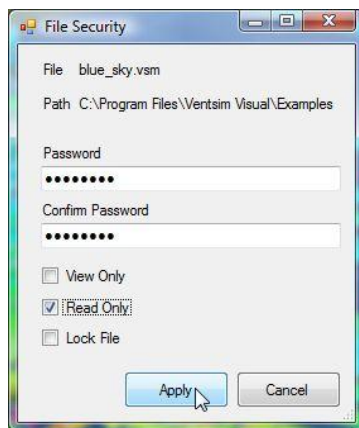 File Security
File blue_sky.vsm
Path C:\Program Files\Ventsim Visual\Examples
Password
●●●●●●●●
Confirm Password
●●●●●●●●
View Only
Read Only
Lock File
Apply Cancel